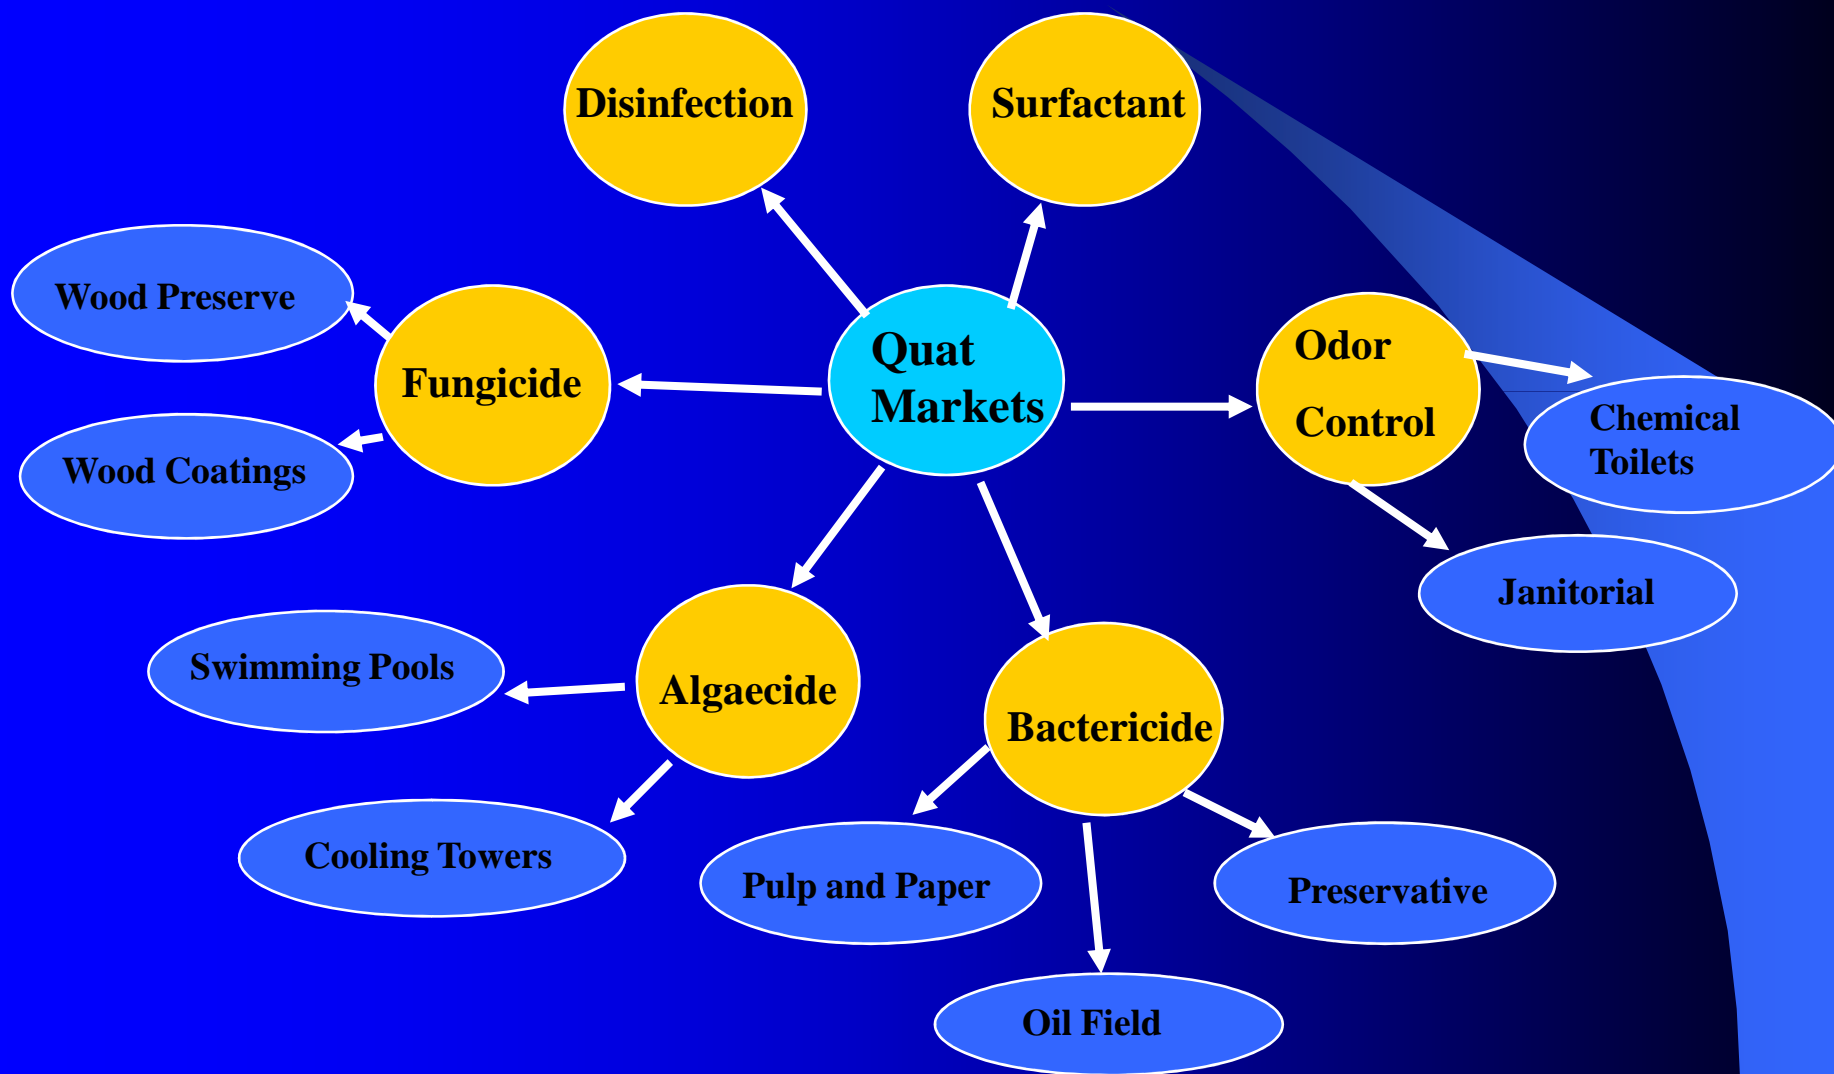 Disinfection
Surfactant
Wood Preserve
Fungicide
Quat
Markets
Odor
Control
Chemical
Toilets
Wood Coatings
Janitorial
Swimming Pools
Algaecide
Bactericide
Cooling Towers
Pulp and Paper
Preservative
Oil Field